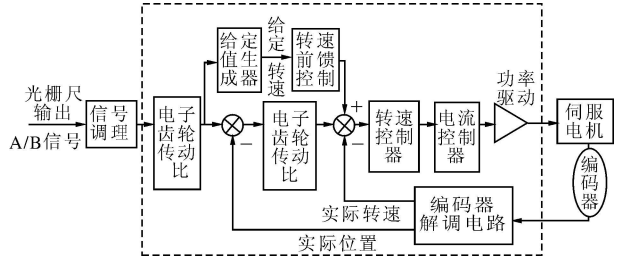 给定
值生
成器
给
定
转
速
转速
前馈
控制
光栅尺
输出
A/B信号
信号
调理
电子
齿轮
传动
比
−
电子
齿轮
传动
比
+
−
转速
控制
器
电流
控制
器
功率
驱动
伺服
电机
编码器
编码器
解调电路
实际转速
实际位置